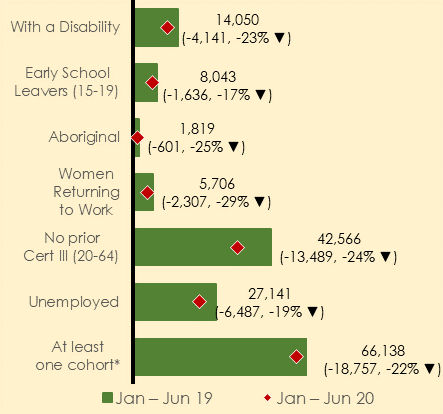 With a Disability
14,050
(-4,141, -23% ▼)
Early School
Leavers (15-19)
8,043
(-1,636, -17% ▼)
Aboriginal
1,819
(-601, -25% ▼)
Women
Returning
to Work
5,706
(-2,307, -29% ▼)
No prior
Cert III (20-64)
42,566
(-13,489, -24% ▼)
Unemployed
27,141
(-6,487, -19% ▼)
At least
one cohort*
66,138
(-18,757, -22% ▼)
Jan – Jun 19
Jan – Jun 20